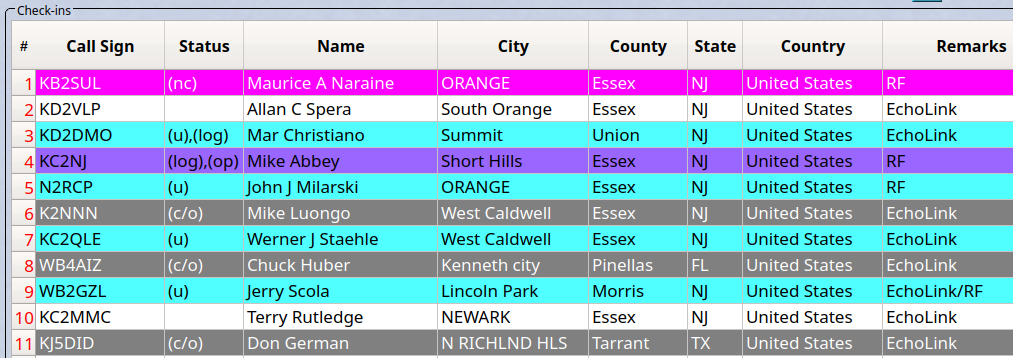 Check-ins
# Call Sign Status Name City County State Country Remarks
1 KB2SUL (nc) Maurice A Naraine ORANGE Essex NJ United States RF
2 KD2VLP Allan C Spera South Orange Essex NJ United States EchoLink
3 KD2DMO (u),(log) Mar Christiano Summit Union NJ United States EchoLink
4 KC2NJ (log),(op) Mike Abbey Short Hills Essex NJ United States RF
5 N2RCP (u) John J Milarski ORANGE Essex NJ United States RF
6 K2NNN (c/o) Mike Luongo West Caldwell Essex NJ United States EchoLink
7 KC2QLE (u) Werner J Staehle West Caldwell Essex NJ United States EchoLink
8 WB4AIZ (c/o) Chuck Huber Kenneth city Pinellas FL United States EchoLink
9 WB2GZL (u) Jerry Scola Lincoln Park Morris NJ United States EchoLink/RF
10 KC2MMC Terry Rutledge NEWARK Essex NJ United States EchoLink
11 KJ5DID (c/o) Don German N RICHLND HLS Tarrant TX United States EchoLink